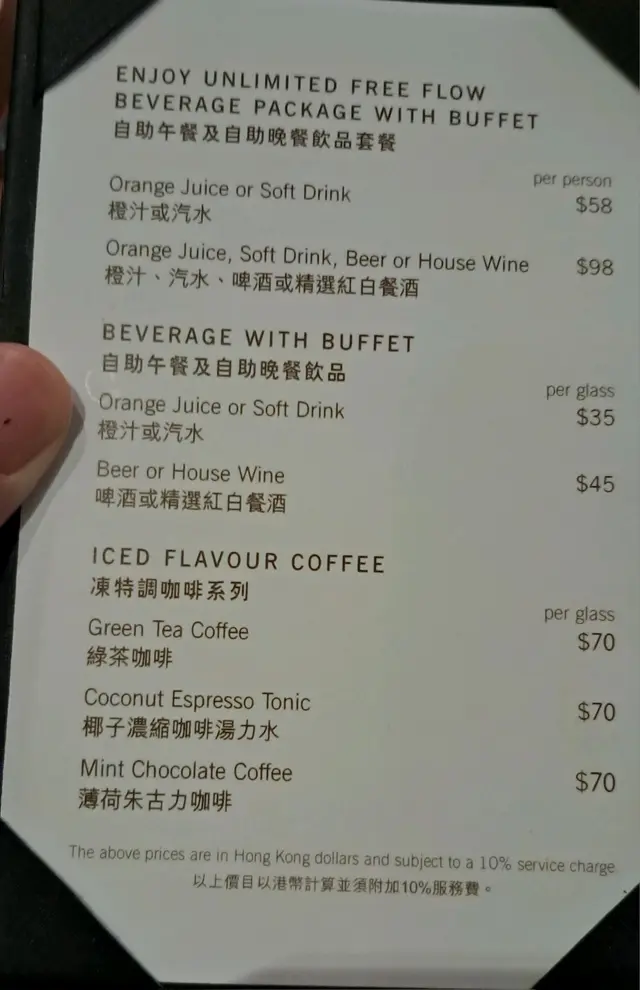 ENJOY UNLIMITED FREE FLOW
BEVERAGE PACKAGE WITH BUFFET
自助午餐及自助晚餐飲品套餐
per person
Orange Juice or Soft Drink $58
橙汁或汽水
Orange Juice, Soft Drink, Beer or House Wine $98
橙汁、汽水、啤酒或精選紅白餐酒
BEVERAGE WITH BUFFET
自助午餐及自助晚餐飲品
per glass
Orange Juice or Soft Drink $35
橙汁或汽水
Beer or House Wine $45
啤酒或精選紅白餐酒
ICED FLAVOUR COFFEE
凍特調咖啡系列
per glass
Green Tea Coffee $70
綠茶咖啡
Coconut Espresso Tonic $70
椰子濃縮咖啡湯力水
Mint Chocolate Coffee $70
薄荷朱古力咖啡
The above prices are in Hong Kong dollars and subject to a 10% service charge
以上價目以港幣計算並須附加10%服務費。